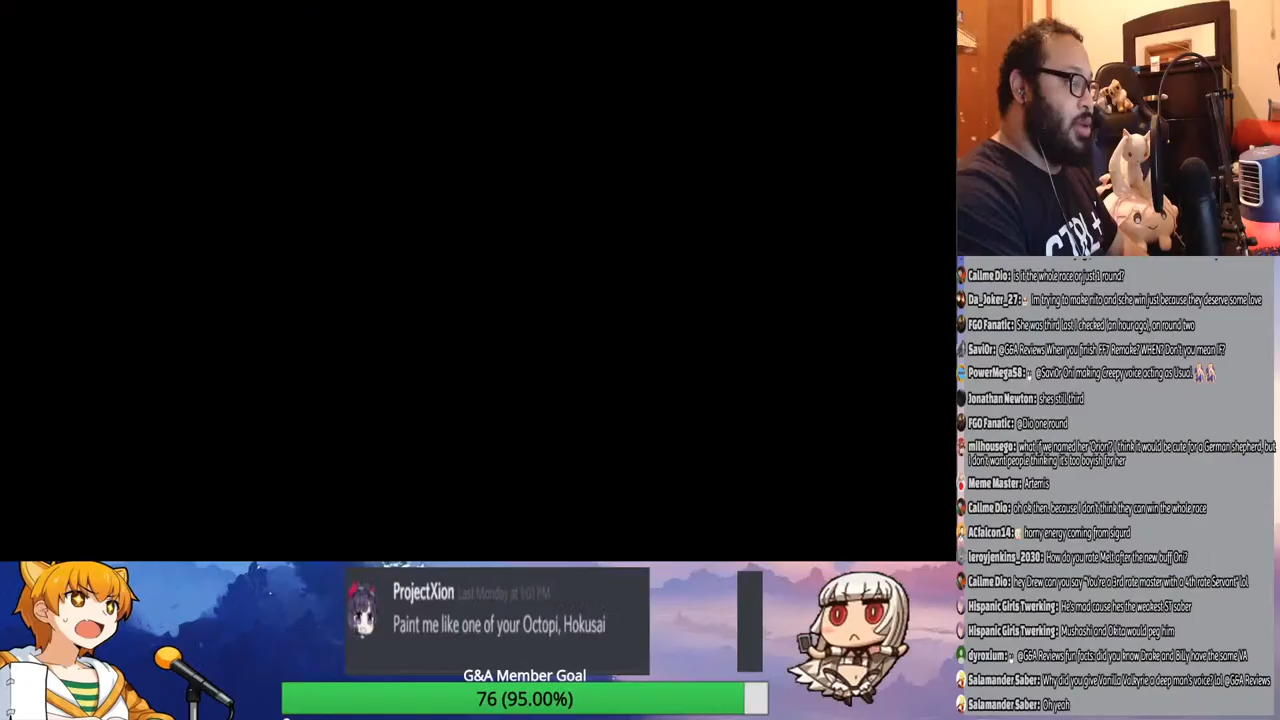 CTRL+
Callme Dio: is it the whole race or just 1 round?
Da_Joker_27: Im trying to make nito and sche win just because they deserve some love
FGO Fanatic: She was third last I checked (an hour ago), on round two
Savi0r: @G&A Reviews When you finish FF7 Remake? WHEN? Don't you mean IF?
PowerMega58: @Savi0r Oni making Creepy voice acting as Usual.
Jonathan Newton: shes still third
FGO Fanatic: @Dio one round
milhousego: what if we named her 'Orion'? I think it would be cute for a German shepherd, but
I don't want people thinking it's too boyish for her
Meme Master: Artemis
Callme Dio: oh ok then, because I don't think they can win the whole race
ACfalcon14: horny energy coming from sigurd
leroyjenkins_2030: How do you rate Melt after the new buff Oni?
Callme Dio: hey Drew can you say "You're a 3rd rate master with a 4th rate Servant" lol
Hispanic Girls Twerking: He's mad cause hes the weakest ST saber
Hispanic Girls Twerking: Mushashi and Okita would peg him
dyroxium: @G&A Reviews fun facts: did you know Drake and Billy have the same VA
Salamander Saber: Why did you give Vanilla Valkyrie a deep man's voice? lol @G&A Reviews
Salamander Saber: Oh yeah
ProjectXion Last Monday at 1:01 PM
Paint me like one of your Octopi, Hokusai
G&A Member Goal
76 (95.00%)